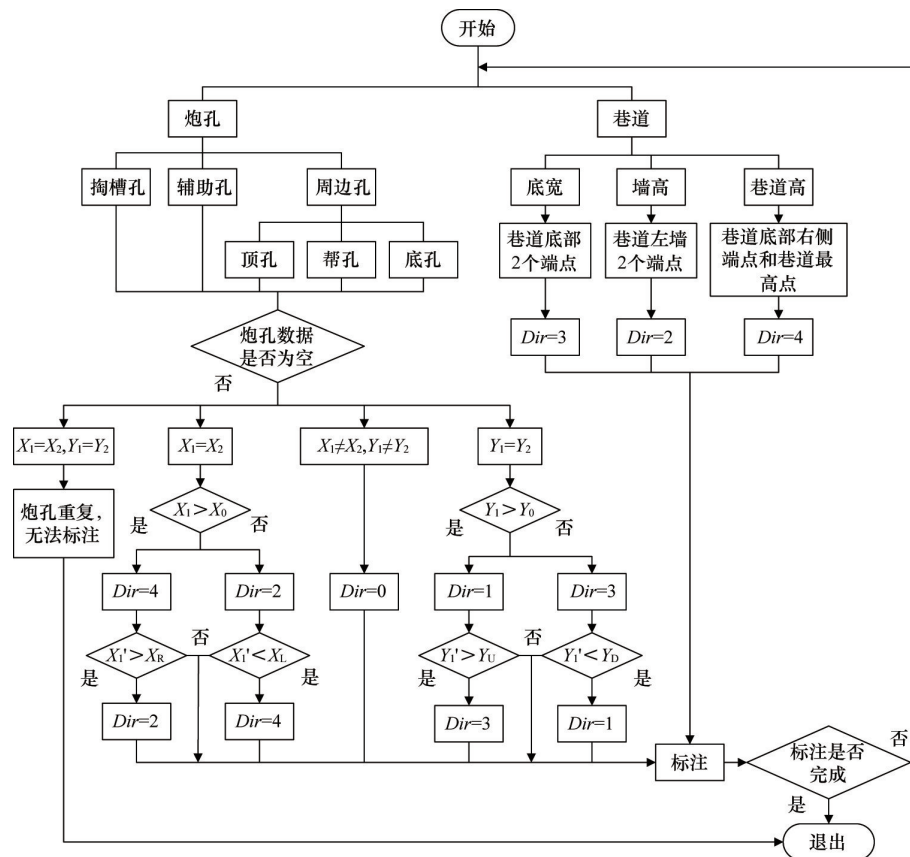 开始
炮孔
巷道
掏槽孔
辅助孔
周边孔
底宽
墙高
巷道高
顶孔
帮孔
底孔
巷道底部
2个端点
巷道左墙
2个端点
巷道底部右侧
端点和巷道最
高点
炮孔数据
是否为空
Dir=3
Dir=2
Dir=4
否
X₁=X₂,Y₁=Y₂
X₁=X₂
X₁≠X₂,Y₁≠Y₂
Y₁=Y₂
炮孔重复,
无法标注
是
X₁>X₀
否
是
Y₁>Y₀
否
Dir=4
Dir=2
Dir=0
Dir=1
Dir=3
X₁'>X_R
否
X₁'<X_L
Y₁'>Y_U
否
Y₁'<Y_D
是
是
是
是
Dir=2
Dir=4
Dir=3
Dir=1
标注
标注是否
完成
否
是
退出